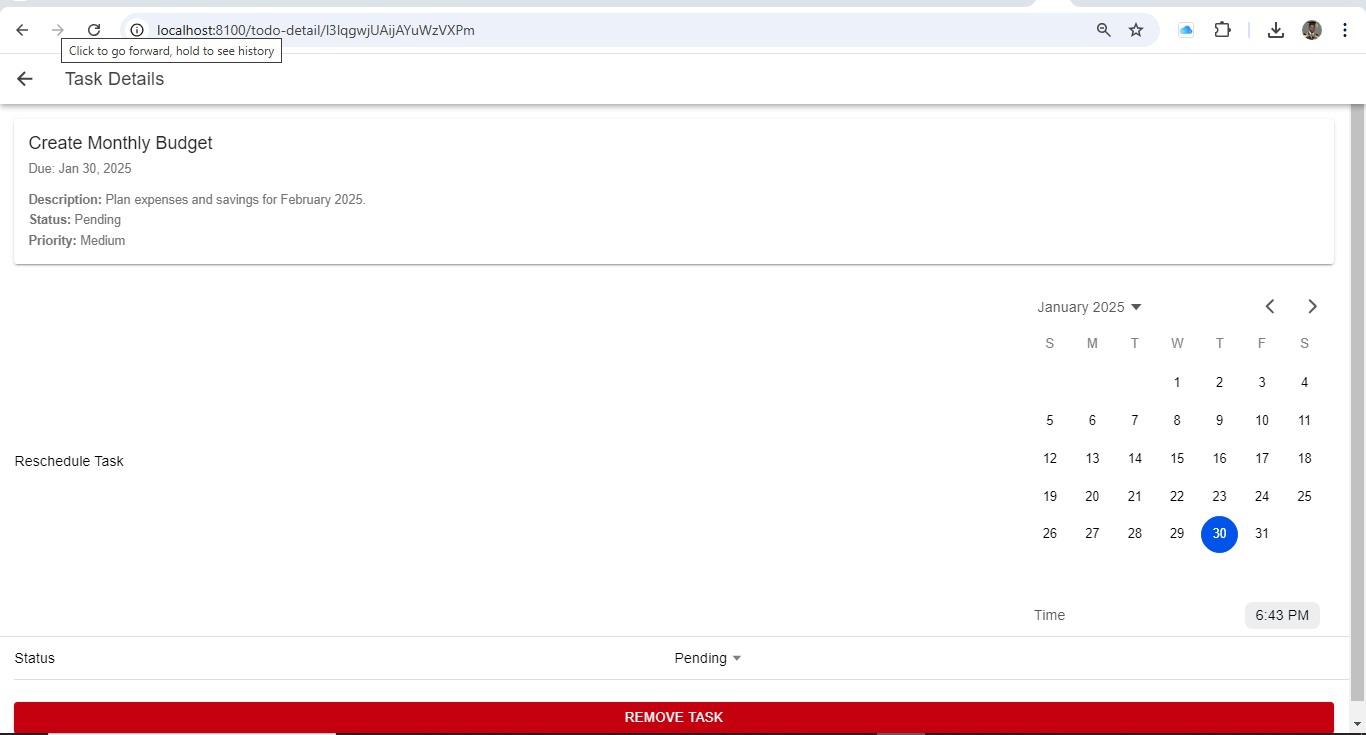 localhost:8100/todo-detail/I3IqgwjUAijAYuWzVXPm
Click to go forward, hold to see history
Task Details
Create Monthly Budget
Due: Jan 30, 2025
Description: Plan expenses and savings for February 2025.
Status: Pending
Priority: Medium
January 2025
S M T W T F S
1 2 3 4
5 6 7 8 9 10 11
12 13 14 15 16 17 18
Reschedule Task
19 20 21 22 23 24 25
26 27 28 29 30 31
Time 6:43 PM
Status Pending
REMOVE TASK